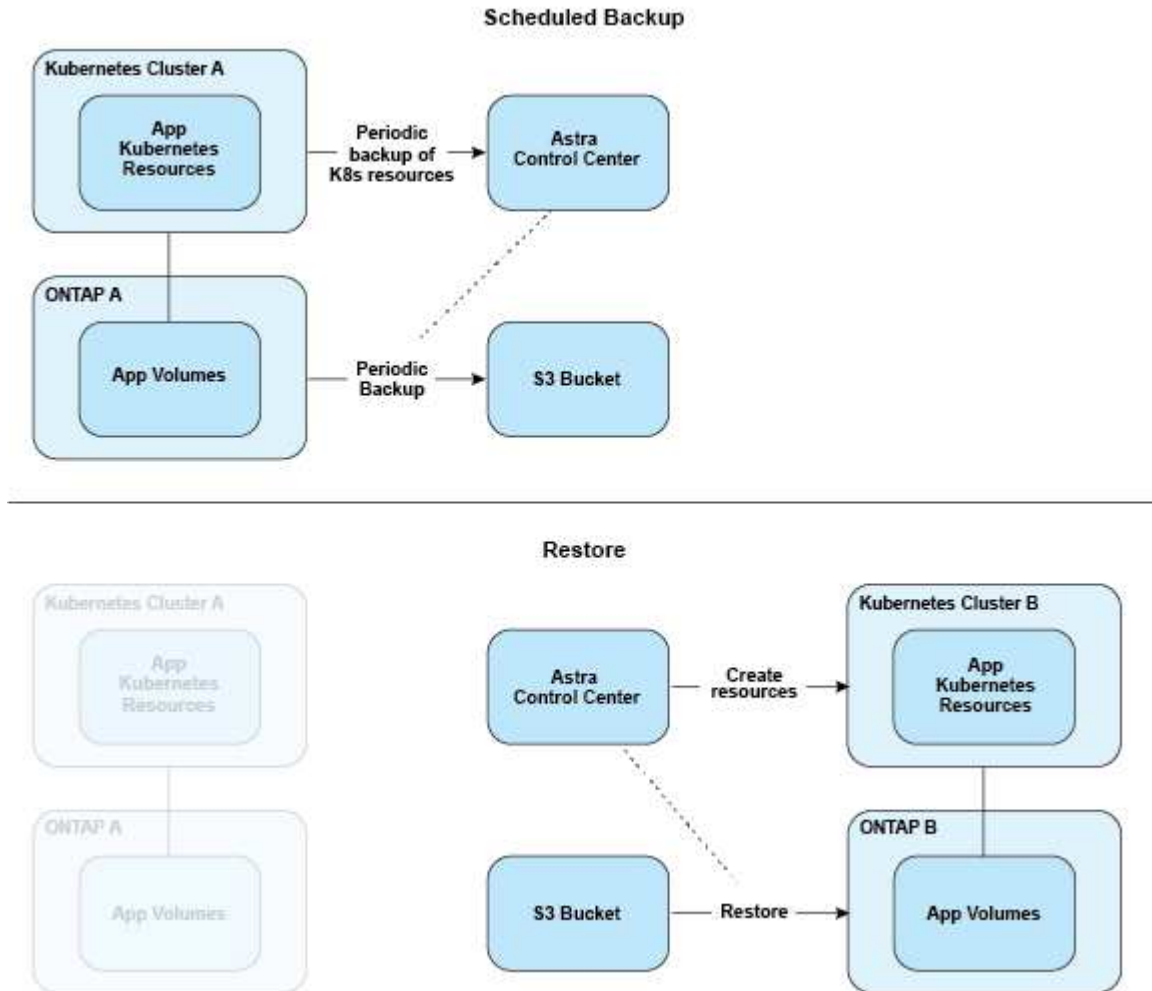 Scheduled Backup
Kubernetes Cluster A
App
Kubernetes
Resources
Periodic
backup of
K8s resources
Astra
Control Center
ONTAP A
App Volumes
Periodic
Backup
S3 Bucket
Restore
Kubernetes Cluster A
App
Kubernetes
Resources
Astra
Control Center
Create
resources
Kubernetes Cluster B
App
Kubernetes
Resources
ONTAP A
App Volumes
S3 Bucket
Restore
ONTAP B
App Volumes